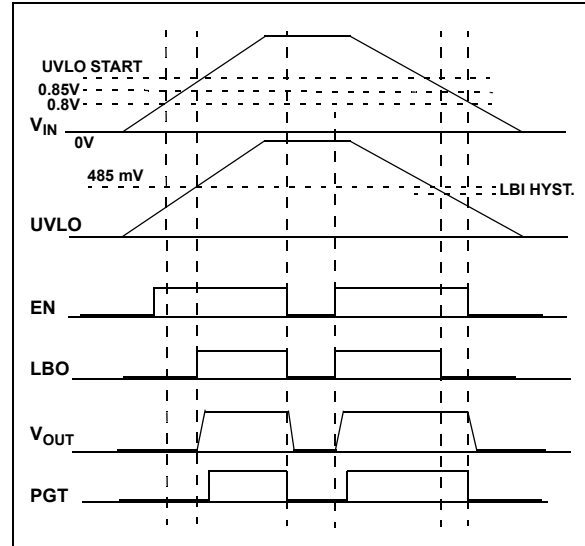 UVLO START
0.85V
0.8V
VIN
0V
485 mV
LBI HYST.
UVLO
EN
LBO
VOUT
PGT